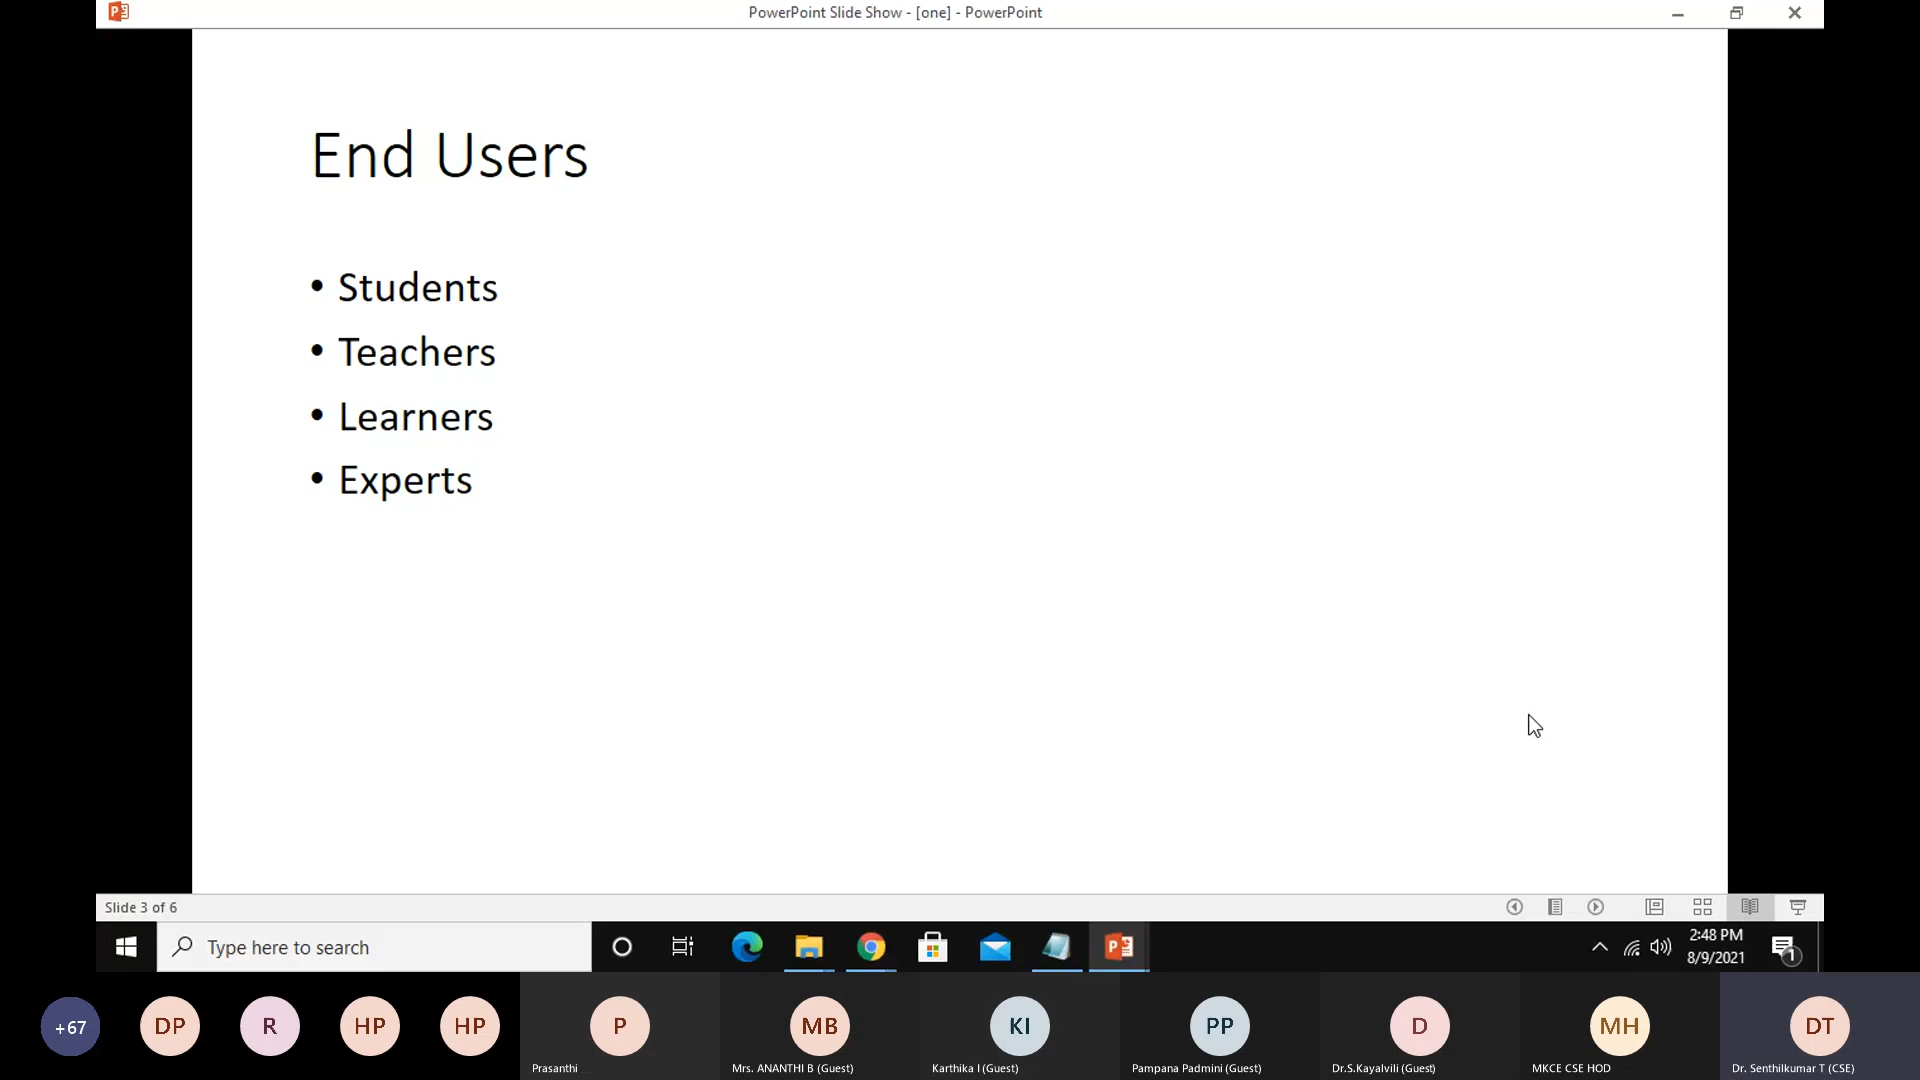 PowerPoint Slide Show - [one] - PowerPoint
End Users
• Students
• Teachers
• Learners
• Experts
Slide 3 of 6
Type here to search
2:48 PM
8/9/2021
1
+67
DP
R
HP
HP
P
MB
KI
PP
D
MH
DT
Prasanthi
Mrs. ANANTHI B (Guest)
Karthika I (Guest)
Pampana Padmini (Guest)
Dr.S.Kayalvili (Guest)
MKCE CSE HOD
Dr. Senthilkumar T (CSE)